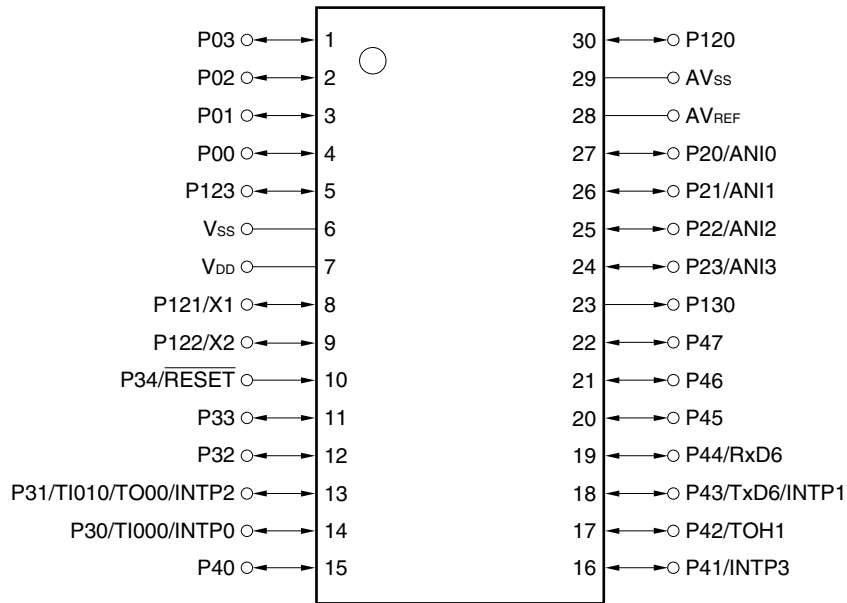 P03 1 30 P120
P02 2 29 AVSS
P01 3 28 AVREF
P00 4 27 P20/ANI0
P123 5 26 P21/ANI1
VSS 6 25 P22/ANI2
VDD 7 24 P23/ANI3
P121/X1 8 23 P130
P122/X2 9 22 P47
P34/RESET 10 21 P46
P33 11 20 P45
P32 12 19 P44/RxD6
P31/TI010/TO00/INTP2 13 18 P43/TxD6/INTP1
P30/TI000/INTP0 14 17 P42/TOH1
P40 15 16 P41/INTP3